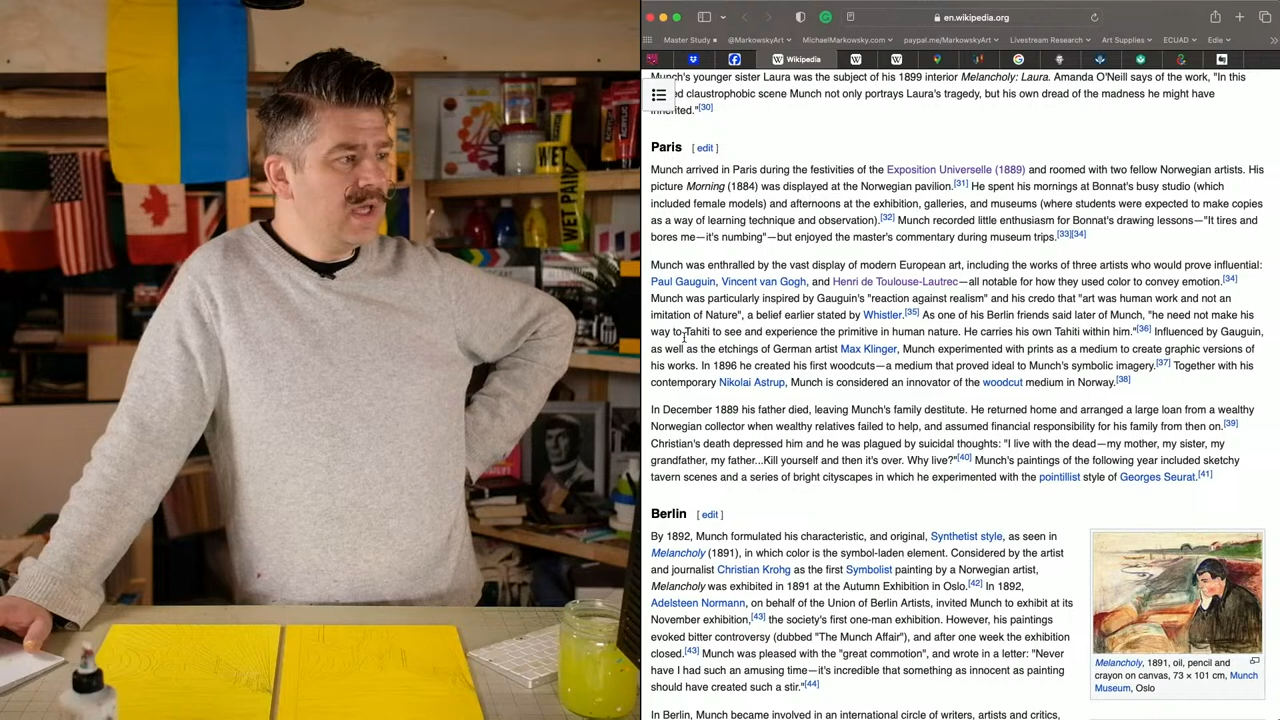 en.wikipedia.org
Master Study
@MarkowskyArt
MichaelMarkowsky.com
paypal.me/MarkowskyArt
Livestream Research
Art Supplies
ECUAD
Edie
Wikipedia
Munch's younger sister Laura was the subject of his 1899 interior Melancholy: Laura. Amanda O'Neill says of the work, "In this
claustrophobic scene Munch not only portrays Laura's tragedy, but his own dread of the madness he might have
inherited."[30]
Paris [ edit ]
Munch arrived in Paris during the festivities of the Exposition Universelle (1889) and roomed with two fellow Norwegian artists. His
picture Morning (1884) was displayed at the Norwegian pavilion.[31] He spent his mornings at Bonnat's busy studio (which
included female models) and afternoons at the exhibition, galleries, and museums (where students were expected to make copies
as a way of learning technique and observation).[32] Munch recorded little enthusiasm for Bonnat's drawing lessons—"It tires and
bores me—it's numbing"—but enjoyed the master's commentary during museum trips.[33][34]
Munch was enthralled by the vast display of modern European art, including the works of three artists who would prove influential:
Paul Gauguin, Vincent van Gogh, and Henri de Toulouse-Lautrec—all notable for how they used color to convey emotion.[34]
Munch was particularly inspired by Gauguin's "reaction against realism" and his credo that "art was human work and not an
imitation of Nature", a belief earlier stated by Whistler.[35] As one of his Berlin friends said later of Munch, "he need not make his
way to Tahiti to see and experience the primitive in human nature. He carries his own Tahiti within him."[36] Influenced by Gauguin,
as well as the etchings of German artist Max Klinger, Munch experimented with prints as a medium to create graphic versions of
his works. In 1896 he created his first woodcuts—a medium that proved ideal to Munch's symbolic imagery.[37] Together with his
contemporary Nikolai Astrup, Munch is considered an innovator of the woodcut medium in Norway.[38]
In December 1889 his father died, leaving Munch's family destitute. He returned home and arranged a large loan from a wealthy
Norwegian collector when wealthy relatives failed to help, and assumed financial responsibility for his family from then on.[39]
Christian's death depressed him and he was plagued by suicidal thoughts: "I live with the dead—my mother, my sister, my
grandfather, my father...Kill yourself and then it's over. Why live?"[40] Munch's paintings of the following year included sketchy
tavern scenes and a series of bright cityscapes in which he experimented with the pointillist style of Georges Seurat.[41]
Berlin [ edit ]
By 1892, Munch formulated his characteristic, and original, Synthetist style, as seen in
Melancholy (1891), in which color is the symbol-laden element. Considered by the artist
and journalist Christian Krohg as the first Symbolist painting by a Norwegian artist,
Melancholy was exhibited in 1891 at the Autumn Exhibition in Oslo.[42] In 1892,
Adelsteen Normann, on behalf of the Union of Berlin Artists, invited Munch to exhibit at its
November exhibition,[43] the society's first one-man exhibition. However, his paintings
evoked bitter controversy (dubbed "The Munch Affair"), and after one week the exhibition
closed.[43] Munch was pleased with the "great commotion", and wrote in a letter: "Never
have I had such an amusing time—it's incredible that something as innocent as painting
should have created such a stir."[44]
In Berlin, Munch became involved in an international circle of writers, artists and critics,
Melancholy, 1891, oil, pencil and
crayon on canvas, 73 × 101 cm, Munch
Museum, Oslo
WET
WET PAINT
ACRYLIC